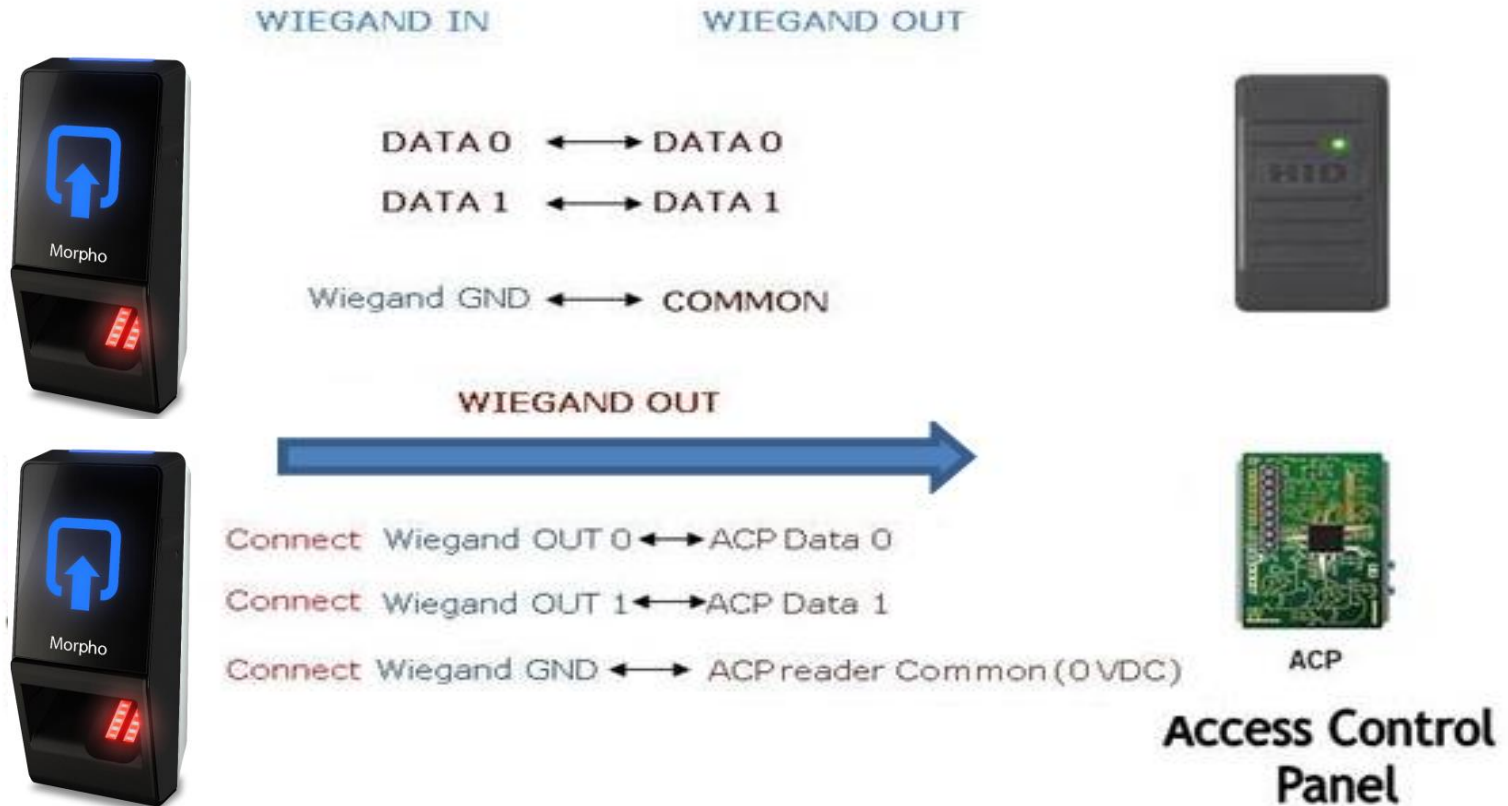 WIEGAND IN WIEGAND OUT
DATA 0 DATA 0
HID
DATA 1 DATA 1
Morpho
Wiegand GND COMMON
WIEGAND OUT
Connect Wiegand OUT 0 ACP Data 0
Connect Wiegand OUT 1 ACP Data 1
Morpho
Connect Wiegand GND ACP reader Common (0 VDC)
ACP
Access Control
Panel